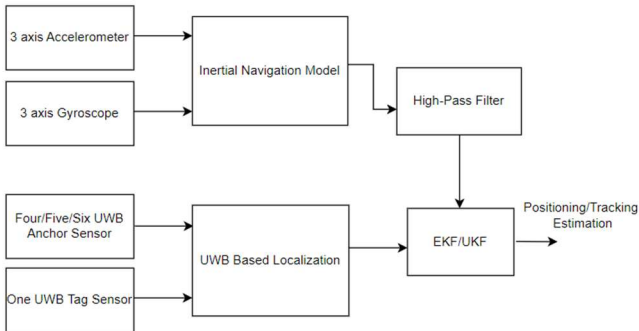 3 axis Accelerometer
Inertial Navigation Model
3 axis Gyroscope
High-Pass Filter
Four/Five/Six UWB
Anchor Sensor
UWB Based Localization
One UWB Tag Sensor
EKF/UKF
Positioning/Tracking
Estimation